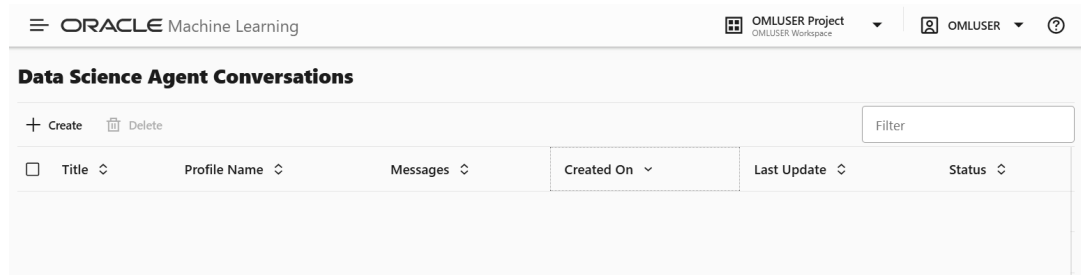 ORACLE Machine Learning
OMLUSER Project
OMLUSER Workspace
OMLUSER
?
Data Science Agent Conversations
+ Create
Delete
Filter
Title
Profile Name
Messages
Created On
Last Update
Status